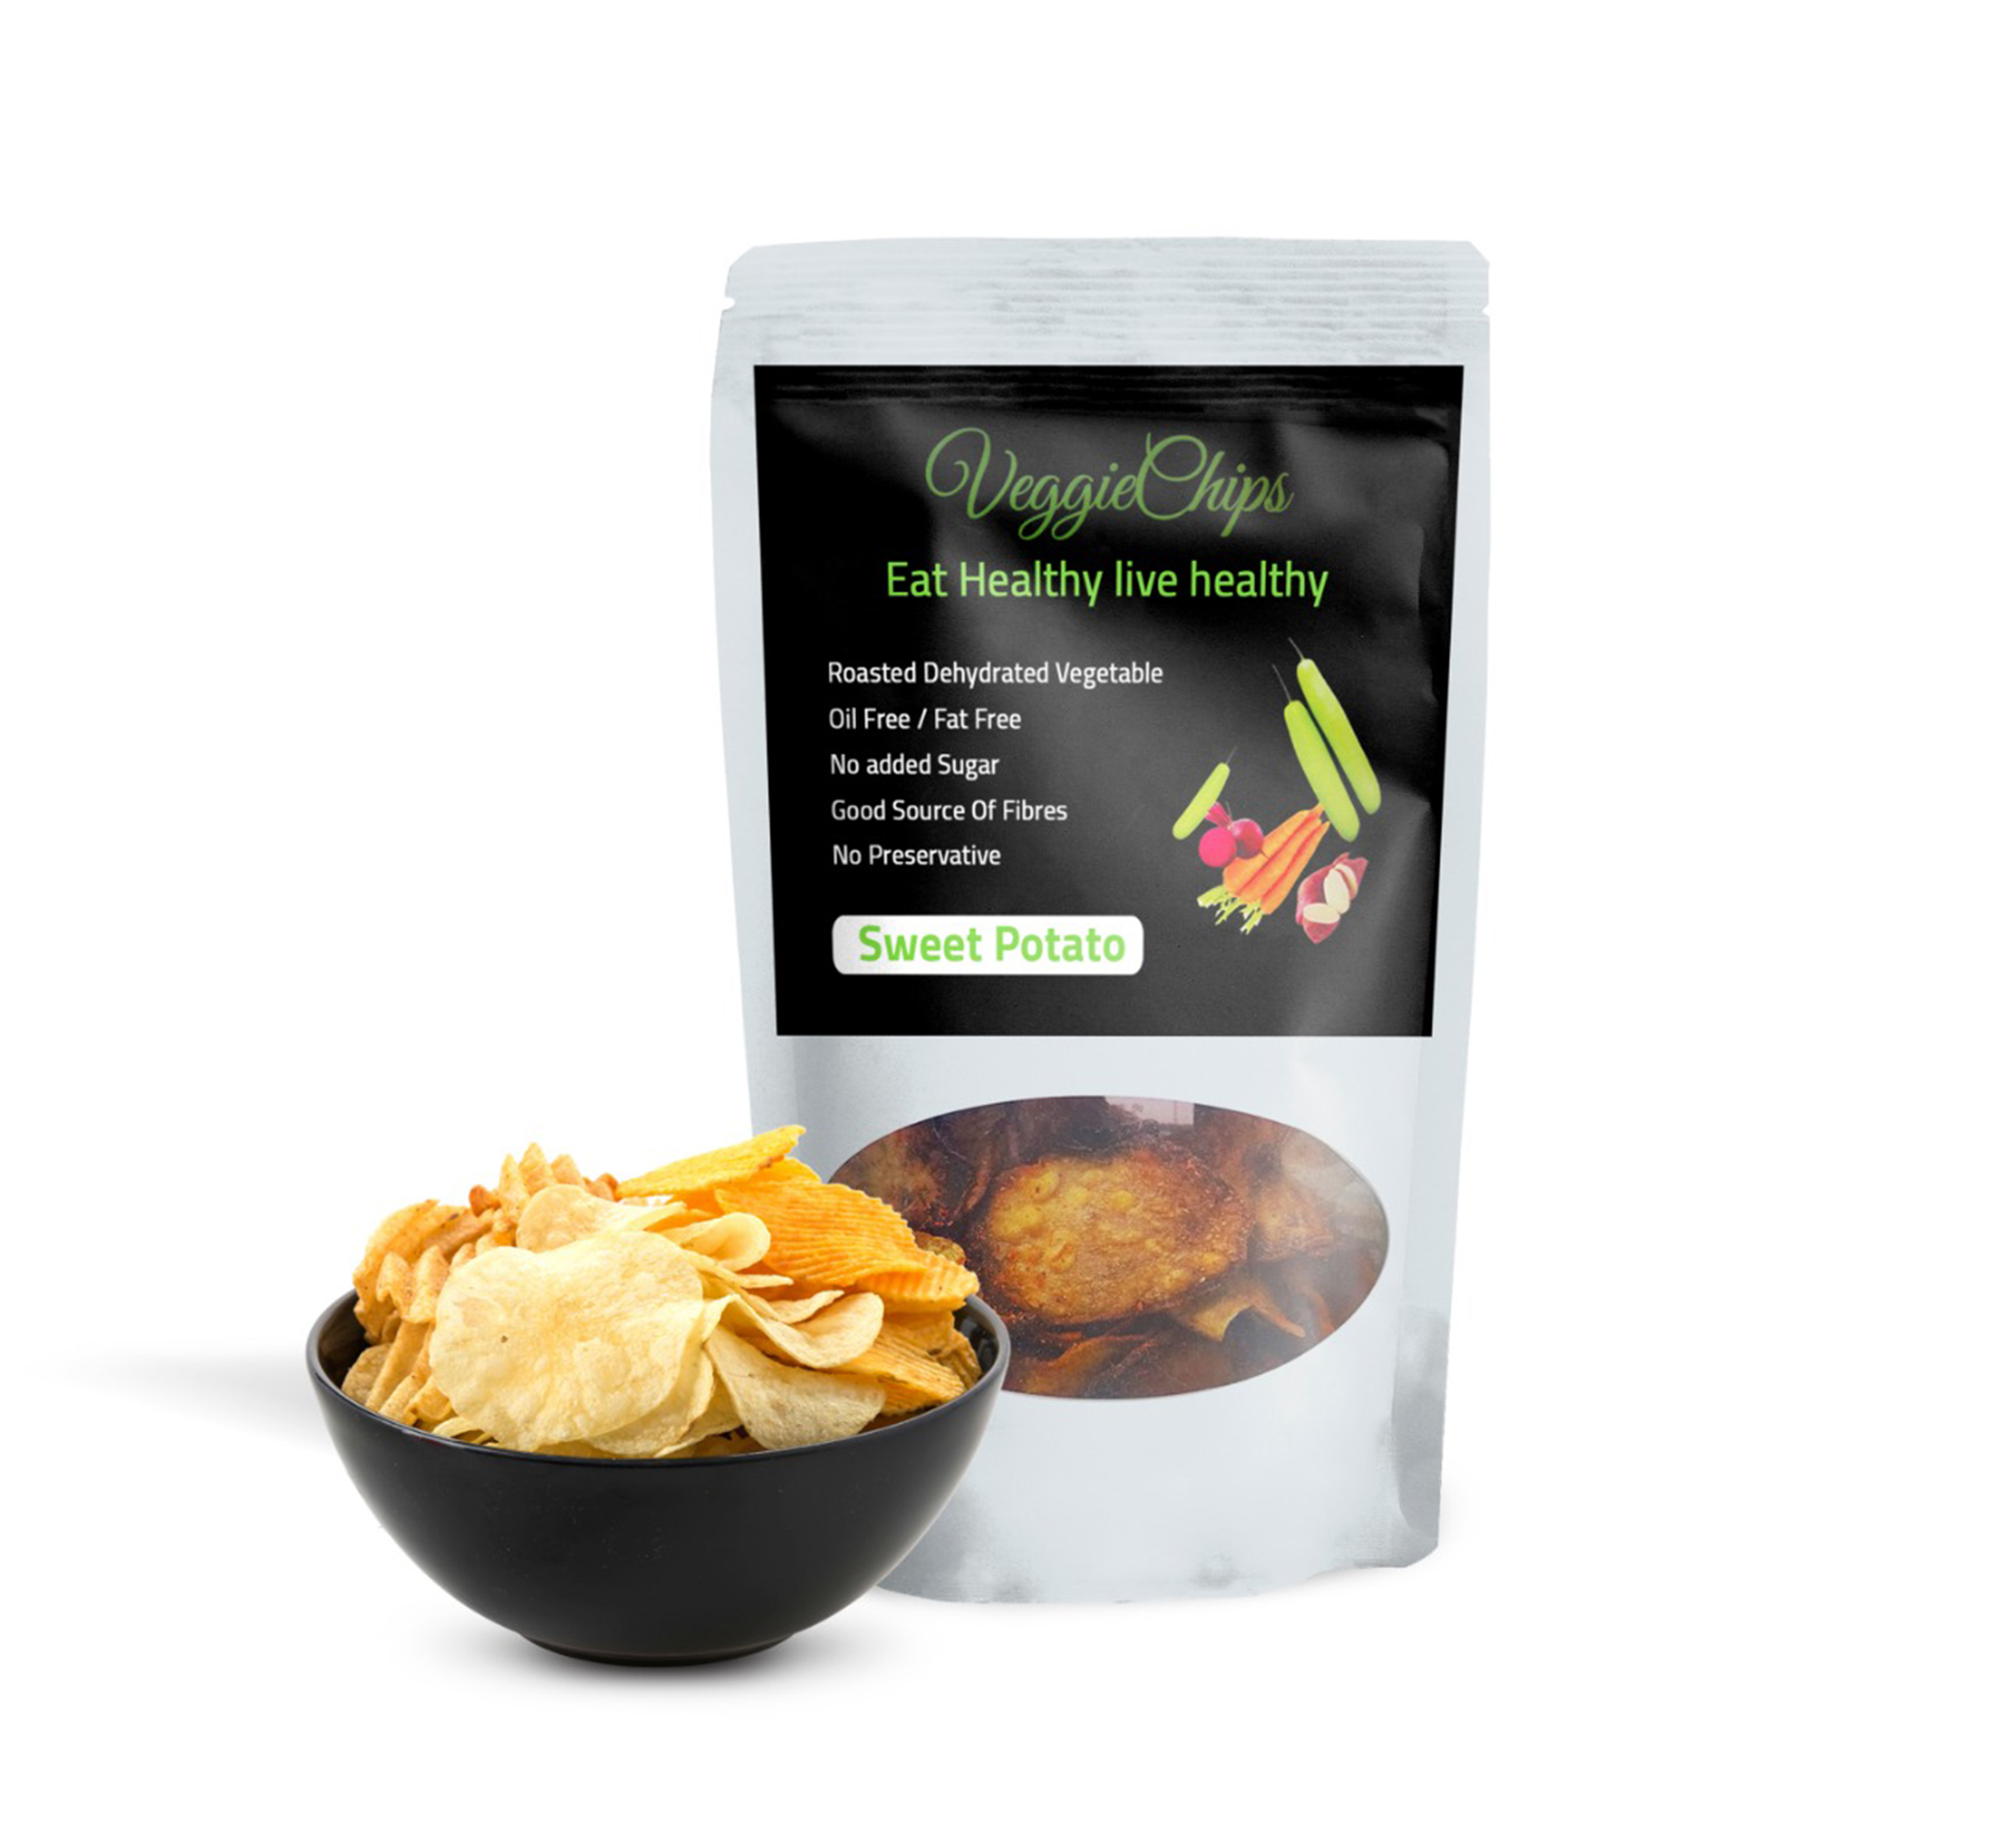 VeggieChips
Eat Healthy live healthy
Roasted Dehydrated Vegetable
Oil Free / Fat Free
No added Sugar
Good Source Of Fibres
No Preservative
Sweet Potato